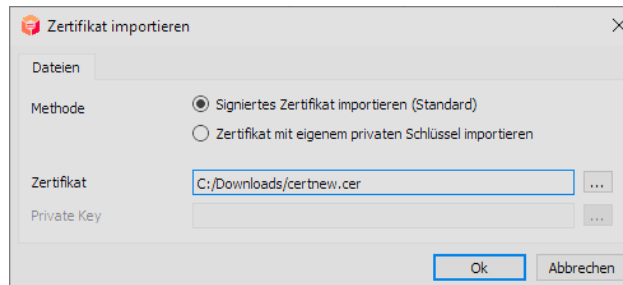 Zertifikat importieren
Dateien
Methode
Signiertes Zertifikat importieren (Standard)
Zertifikat mit eigenem privaten Schlüssel importieren
Zertifikat C:/Downloads/certnew.cer ...
Private Key ...
Ok Abbrechen